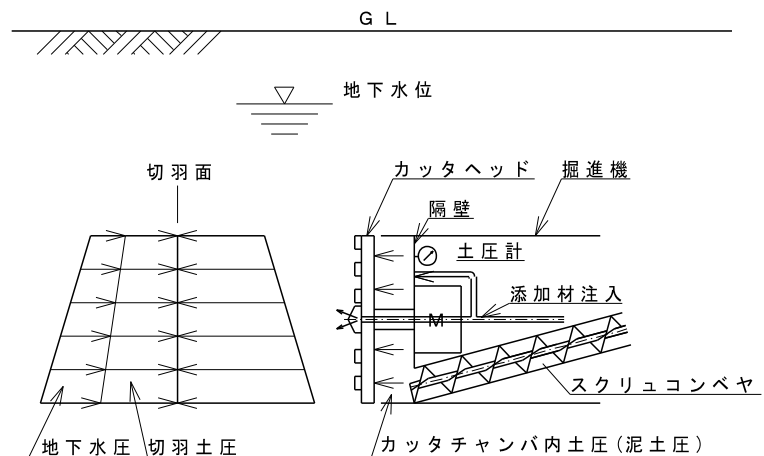 GL
地下水位
切羽面
カッタヘッド
掘進機
隔壁
土圧計
添加材注入
M
スクリュコンベヤ
地下水圧
切羽土圧
カッタチャンバ内土圧(泥土圧)